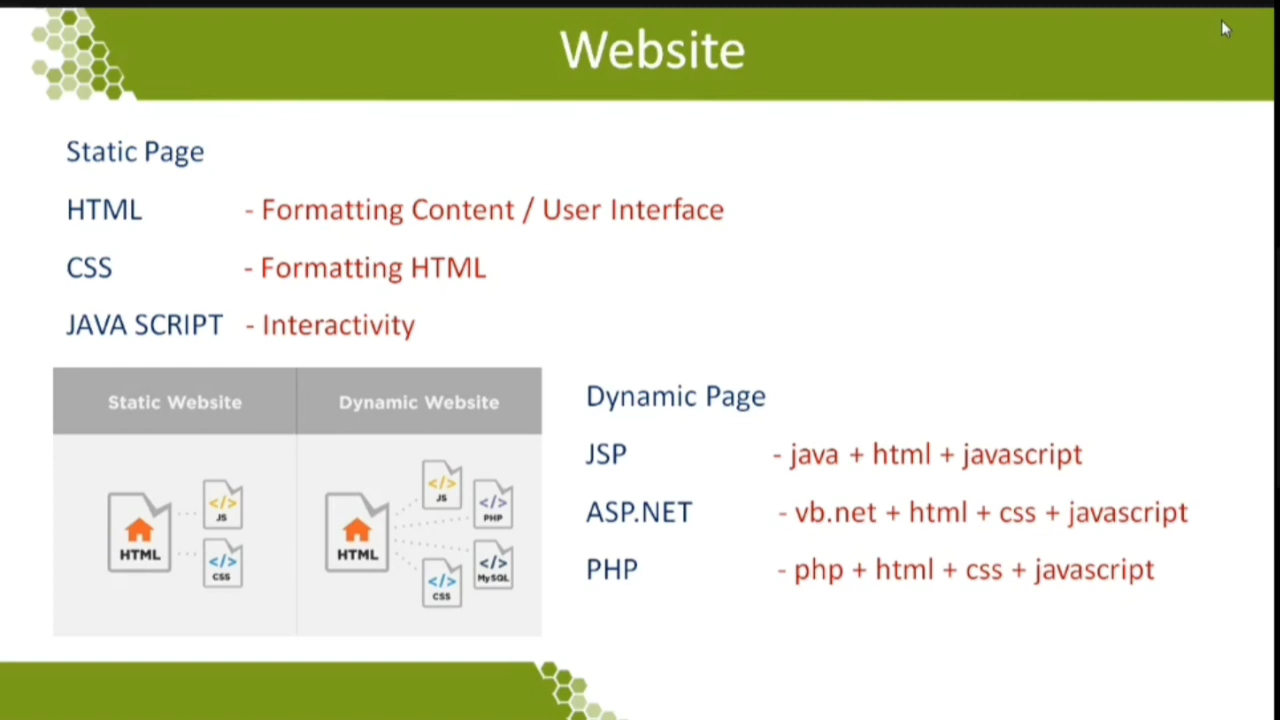 Website
Static Page
HTML - Formatting Content / User Interface
CSS - Formatting HTML
JAVA SCRIPT - Interactivity
Static Website
Dynamic Website
HTML
</>
JS
</>
CSS
HTML
</>
JS
</>
PHP
</>
MySQL
</>
CSS
Dynamic Page
JSP - java + html + javascript
ASP.NET - vb.net + html + css + javascript
PHP - php + html + css + javascript